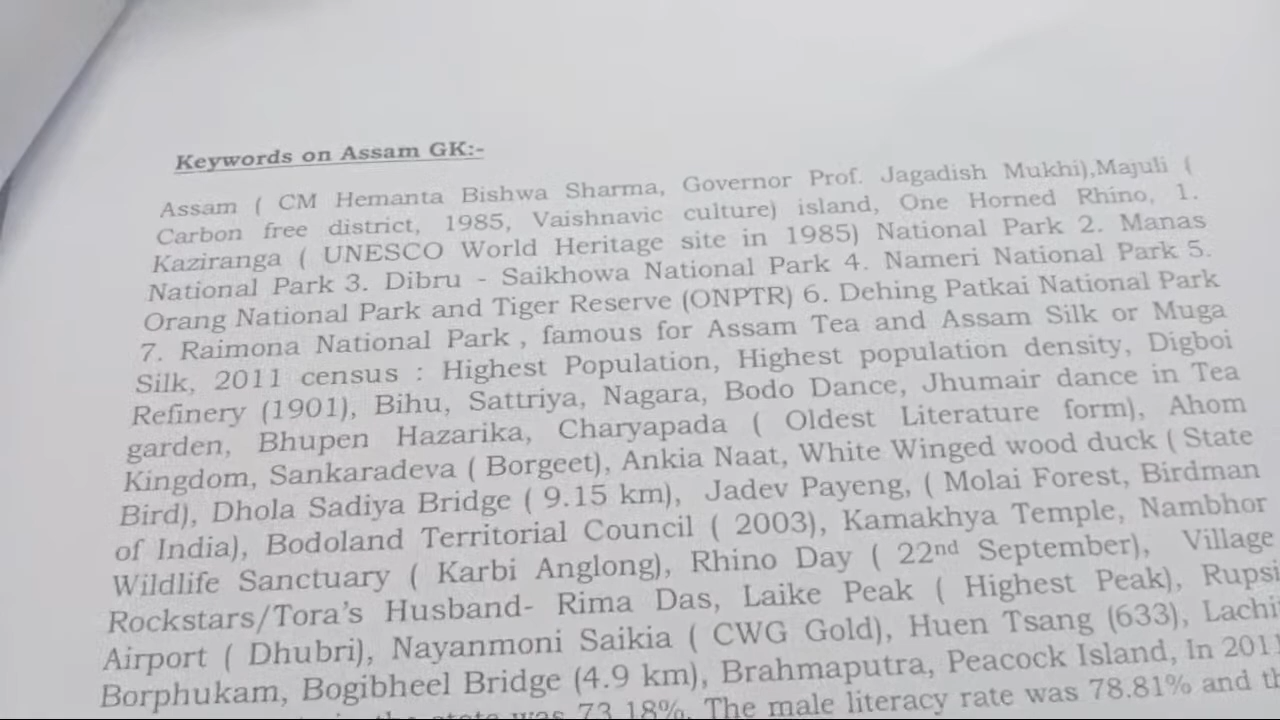 Keywords on Assam GK:-
Assam ( CM Hemanta Bishwa Sharma, Governor Prof. Jagadish Mukhi),Majuli (
Carbon free district, 1985, Vaishnavic culture) island, One Horned Rhino, 1.
Kaziranga ( UNESCO World Heritage site in 1985) National Park 2. Manas
National Park 3. Dibru - Saikhowa National Park 4. Nameri National Park 5.
Orang National Park and Tiger Reserve (ONPTR) 6. Dehing Patkai National Park
7. Raimona National Park , famous for Assam Tea and Assam Silk or Muga
Silk, 2011 census : Highest Population, Highest population density, Digboi
Refinery (1901), Bihu, Sattriya, Nagara, Bodo Dance, Jhumair dance in Tea
garden, Bhupen Hazarika, Charyapada ( Oldest Literature form), Ahom
Kingdom, Sankaradeva ( Borgeet), Ankia Naat, White Winged wood duck ( State
Bird), Dhola Sadiya Bridge ( 9.15 km), Jadev Payeng, ( Molai Forest, Birdman
of India), Bodoland Territorial Council ( 2003), Kamakhya Temple, Nambhor
Wildlife Sanctuary ( Karbi Anglong), Rhino Day ( 22nd September), Village
Rockstars/Tora's Husband- Rima Das, Laike Peak ( Highest Peak), Rupsi
Airport ( Dhubri), Nayanmoni Saikia ( CWG Gold), Huen Tsang (633), Lachi
Borphukam, Bogibheel Bridge (4.9 km), Brahmaputra, Peacock Island, In 2011
the state was 73.18%. The male literacy rate was 78.81% and th